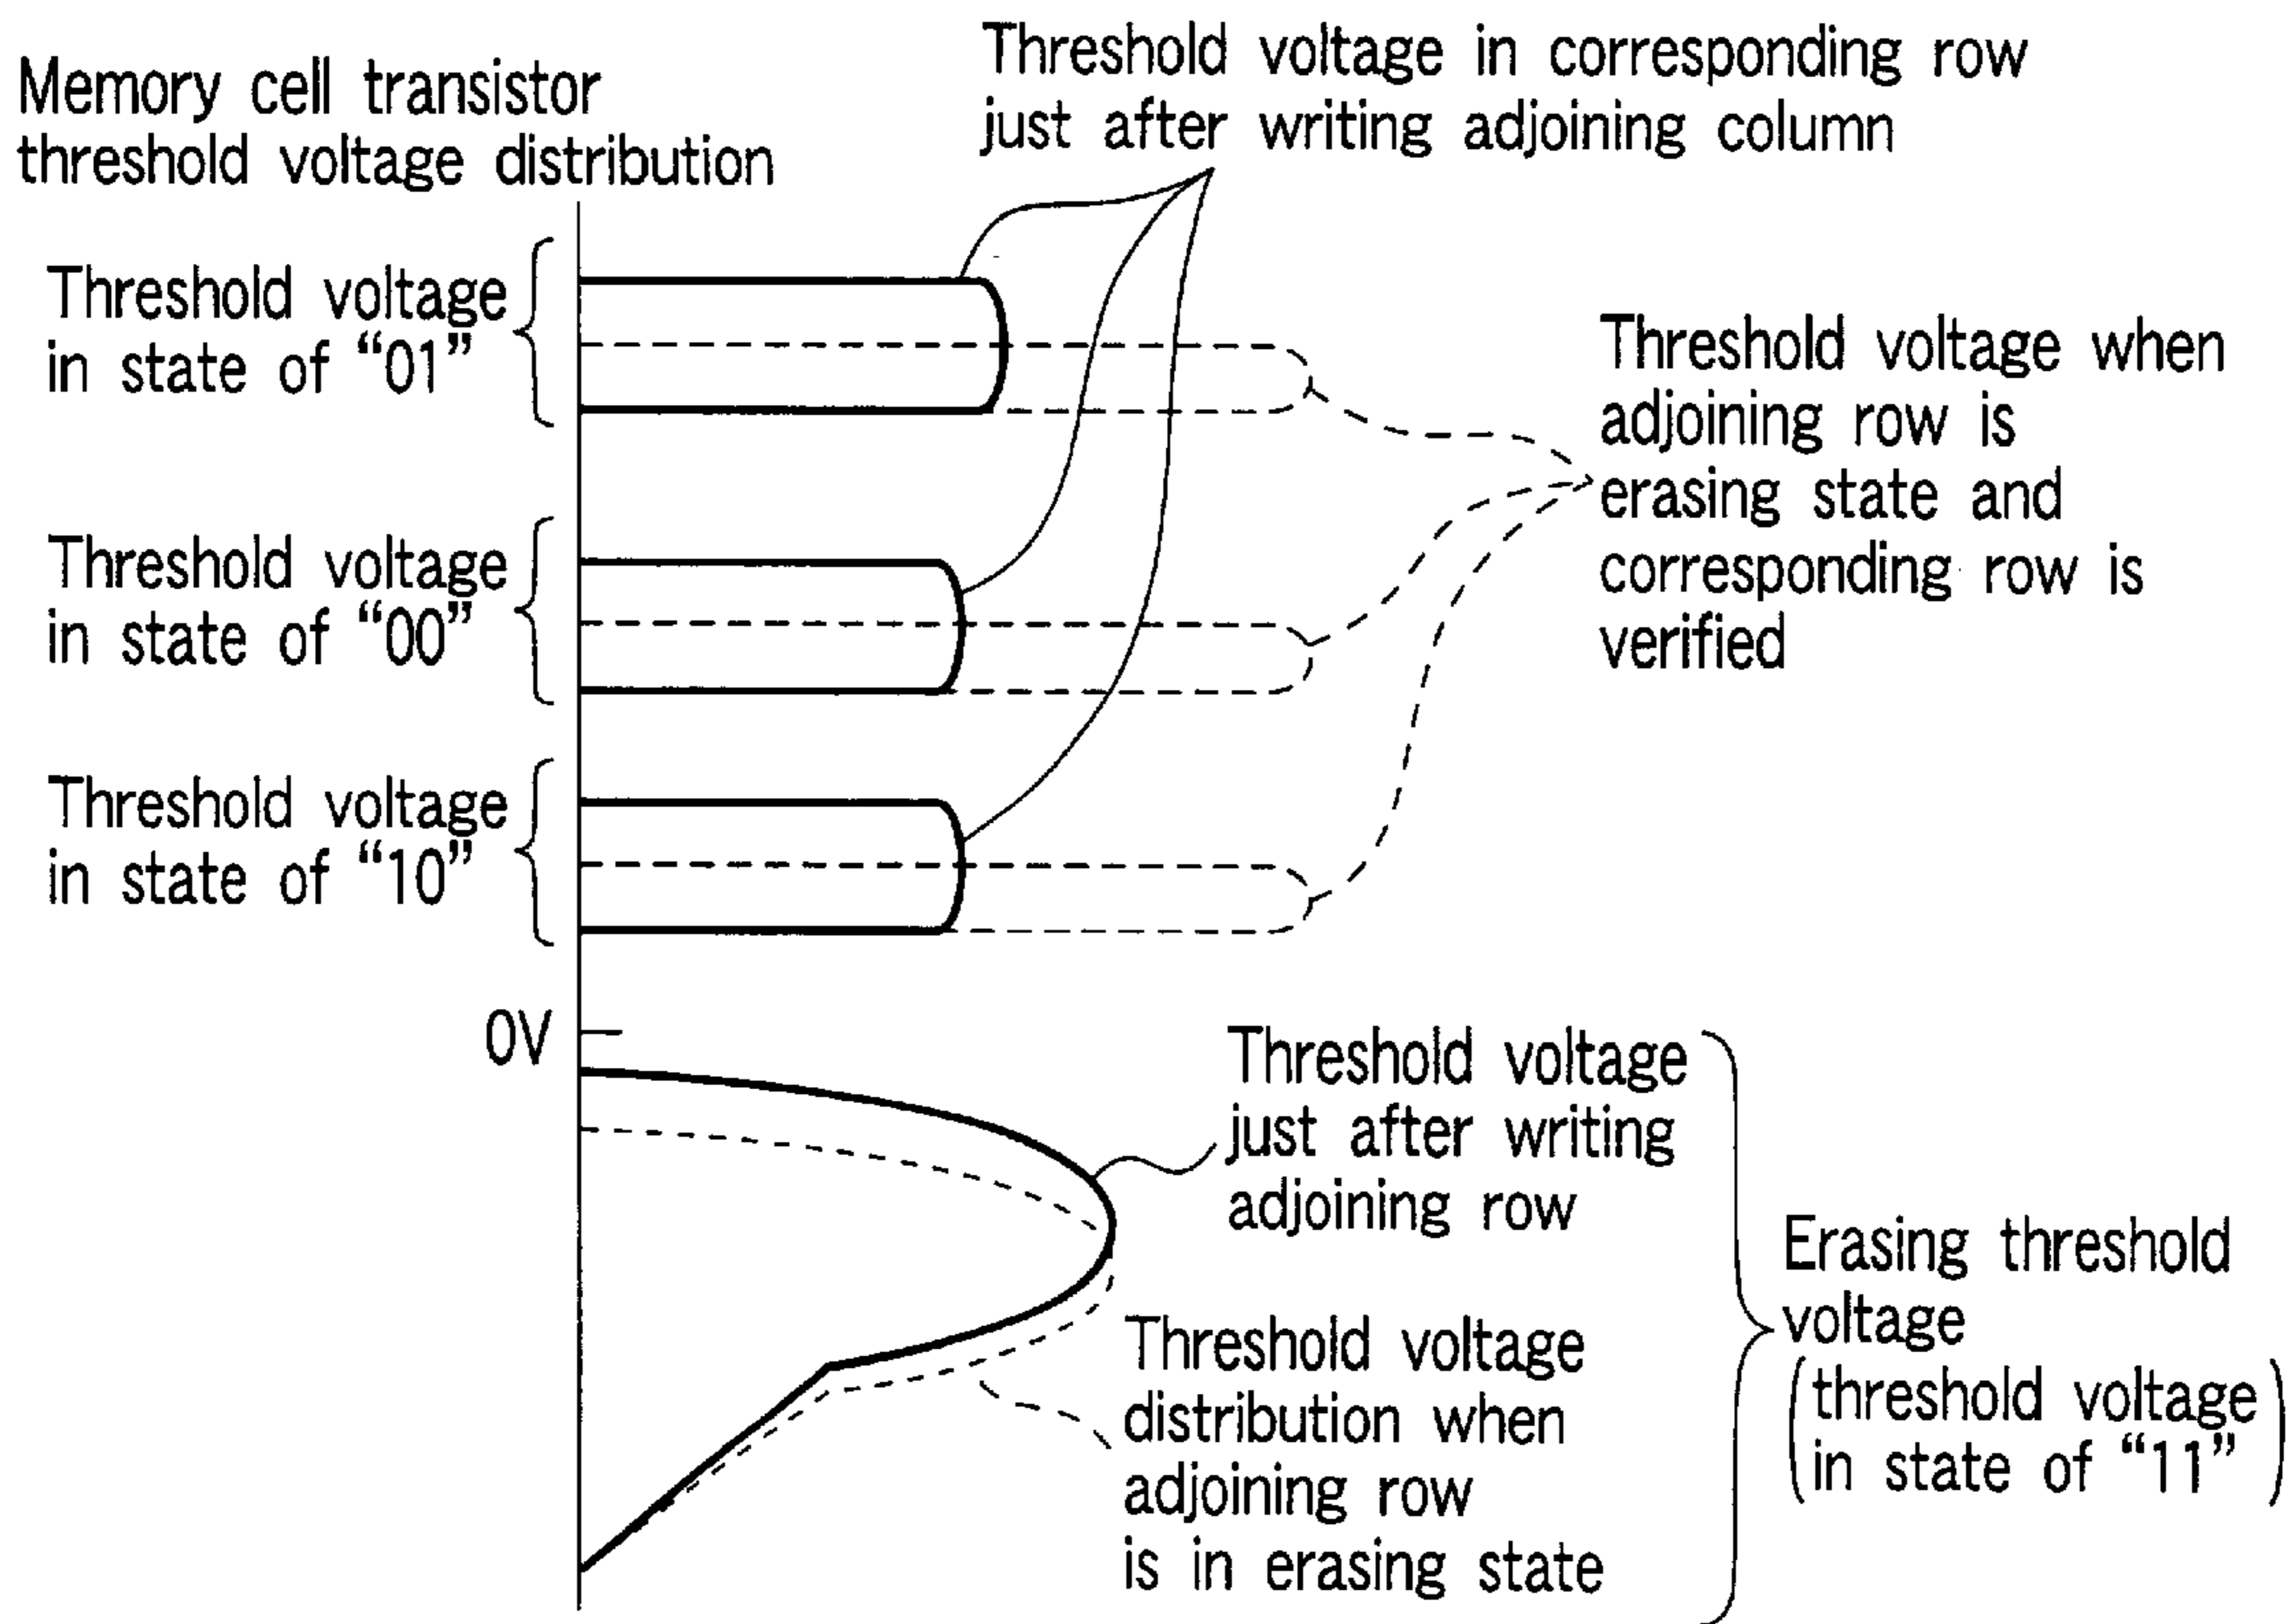 Memory cell transistor
threshold voltage distribution
Threshold voltage in corresponding row
just after writing adjoining column
Threshold voltage
in state of “01”
Threshold voltage when
adjoining row is
erasing state and
corresponding row is
verified
Threshold voltage
in state of “00”
Threshold voltage
in state of “10”
0V
Threshold voltage
just after writing
adjoining row
Threshold voltage
distribution when
adjoining row
is in erasing state
Erasing threshold
voltage
(threshold voltage
in state of “11”)